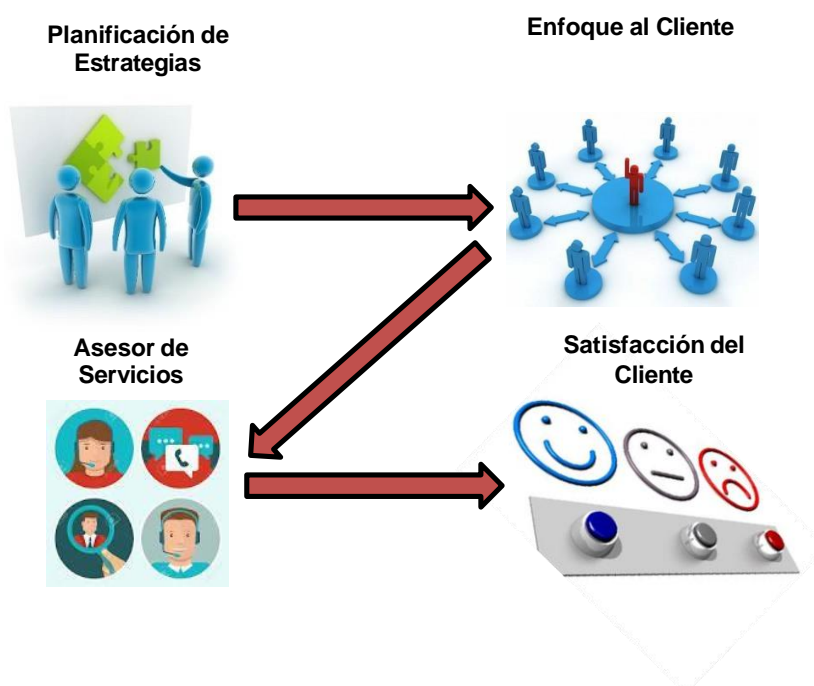 Planificación de
Estrategias
Enfoque al Cliente
Asesor de
Servicios
Satisfacción del
Cliente